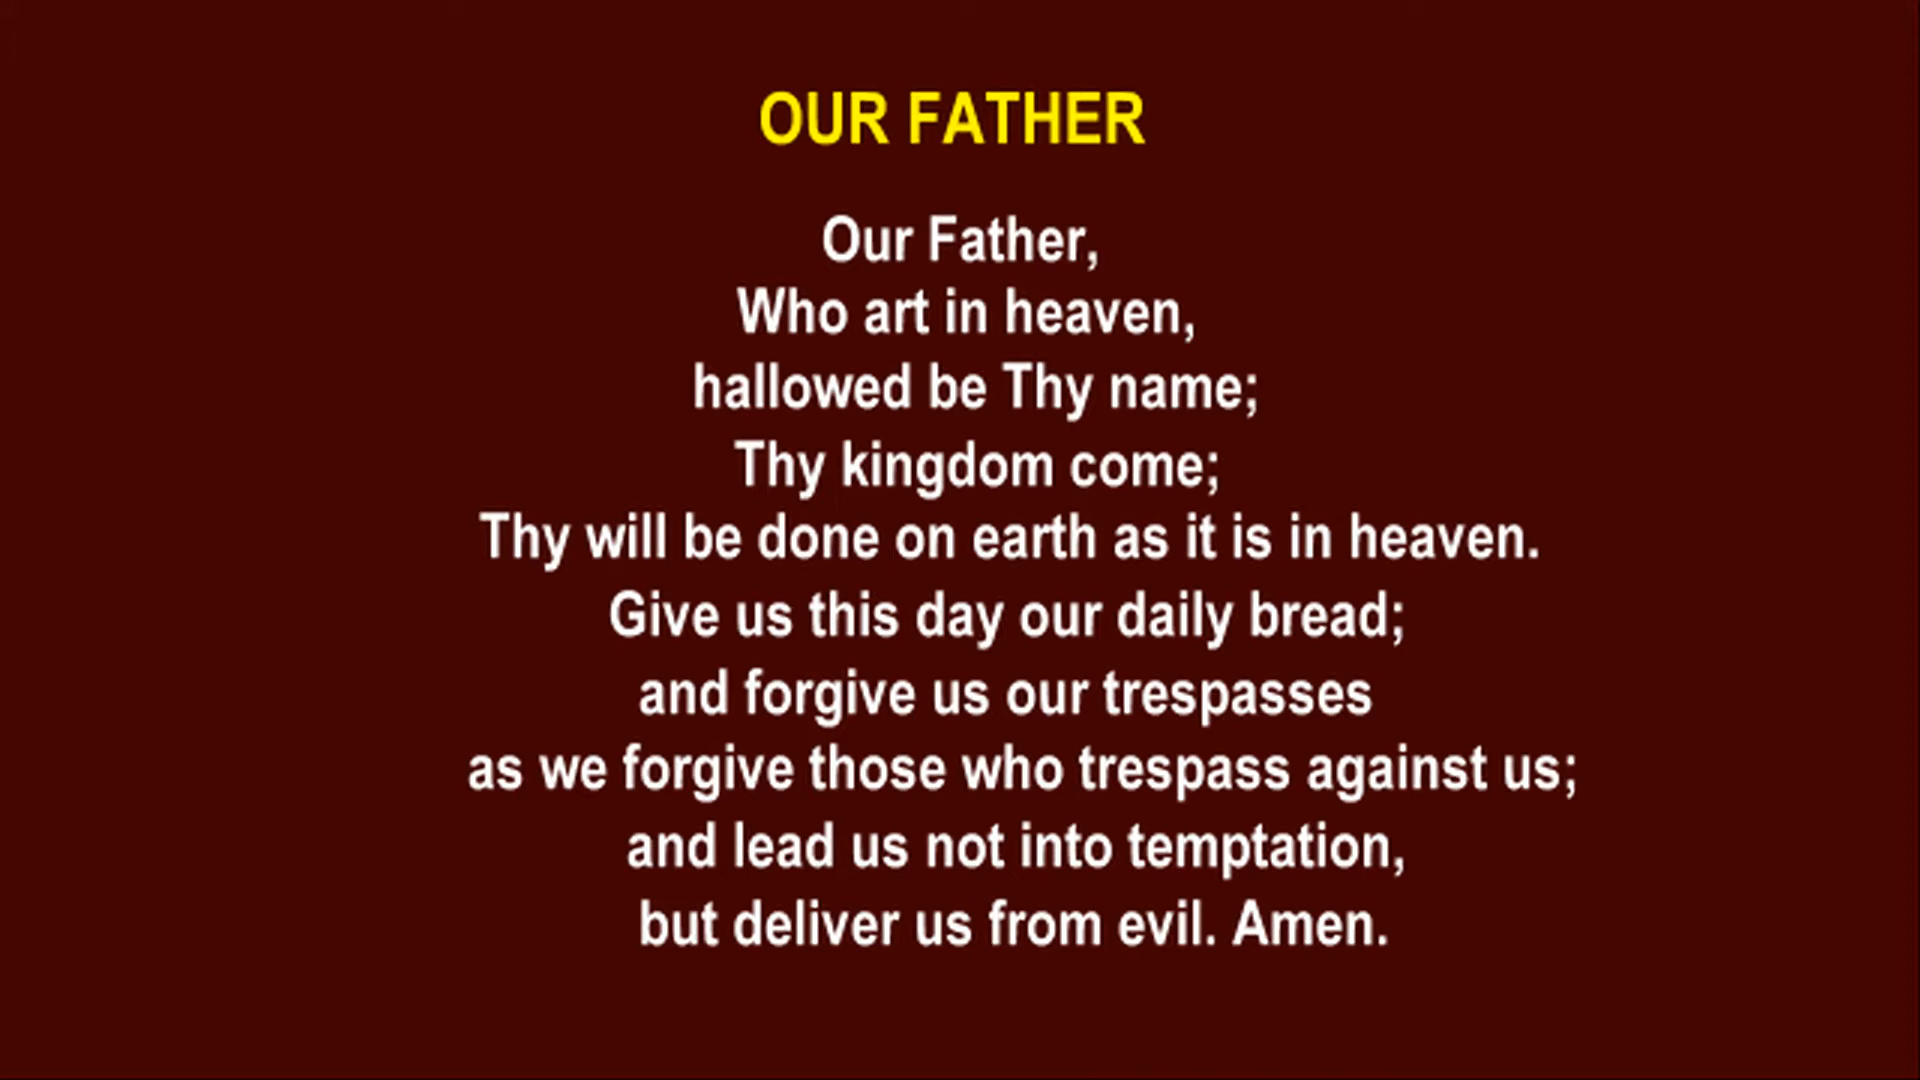 OUR FATHER
Our Father,
Who art in heaven,
hallowed be Thy name;
Thy kingdom come;
Thy will be done on earth as it is in heaven.
Give us this day our daily bread;
and forgive us our trespasses
as we forgive those who trespass against us;
and lead us not into temptation,
but deliver us from evil. Amen.